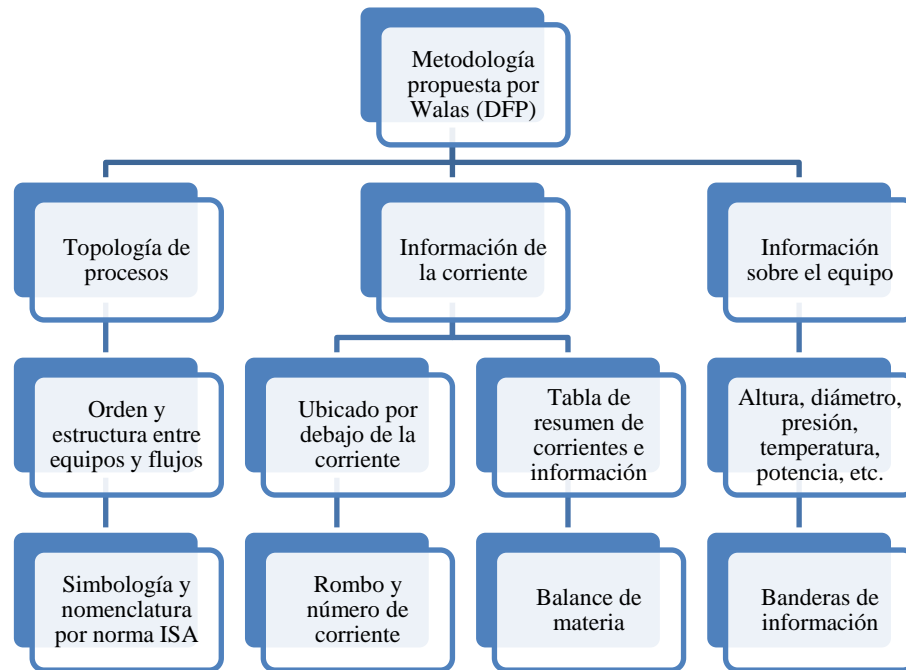 Metodología
propuesta por
Walas (DFP)
Topología de
procesos
Información de
la corriente
Información
sobre el equipo
Orden y
estructura entre
equipos y flujos
Ubicado por
debajo de la
corriente
Tabla de
resumen de
corrientes e
información
Altura, diámetro,
presión,
temperatura,
potencia, etc.
Simbología y
nomenclatura
por norma ISA
Rombo y
número de
corriente
Balance de
materia
Banderas de
información